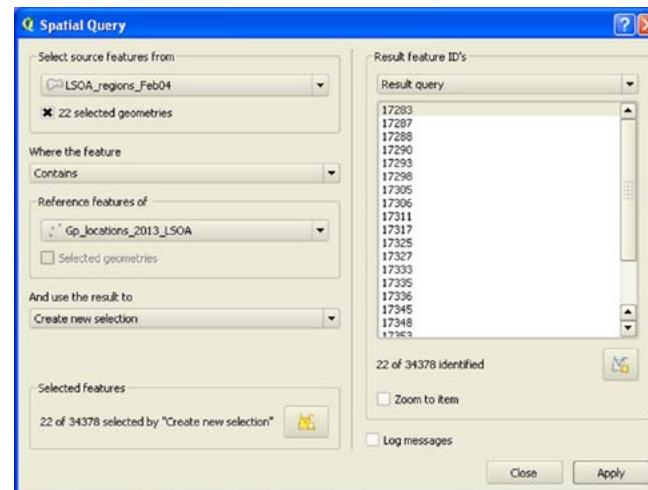 Spatial Query
Select source features from
LSOA_regions_Feb04
22 selected geometries
Where the feature
Contains
Reference features of
Gp_locations_2013_LSOA
Selected geometries
And use the result to
Create new selection
Selected features
22 of 34378 selected by "Create new selection"
Result feature ID's
Result query
17283
17287
17288
17290
17293
17298
17305
17306
17311
17317
17325
17327
17333
17335
17336
17345
17348
17353
22 of 34378 identified
Zoom to item
Log messages
Close
Apply